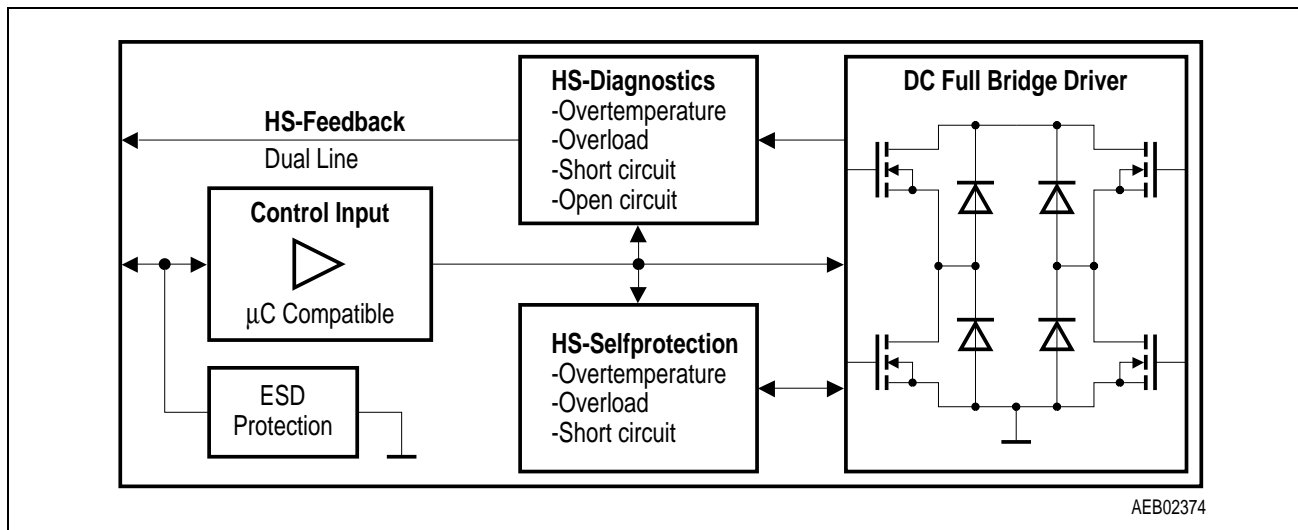 HS-Feedback
Dual Line
Control Input
μC Compatible
ESD
Protection
HS-Diagnostics
-Overtemperature
-Overload
-Short circuit
-Open circuit
HS-Selfprotection
-Overtemperature
-Overload
-Short circuit
DC Full Bridge Driver
AEB02374